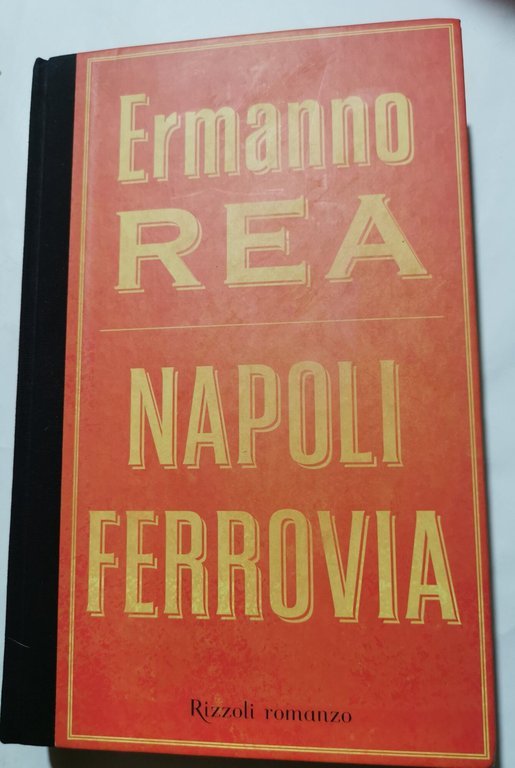 Ermanno
REA
NAPOLI
FERROVIA
Rizzoli romanzo